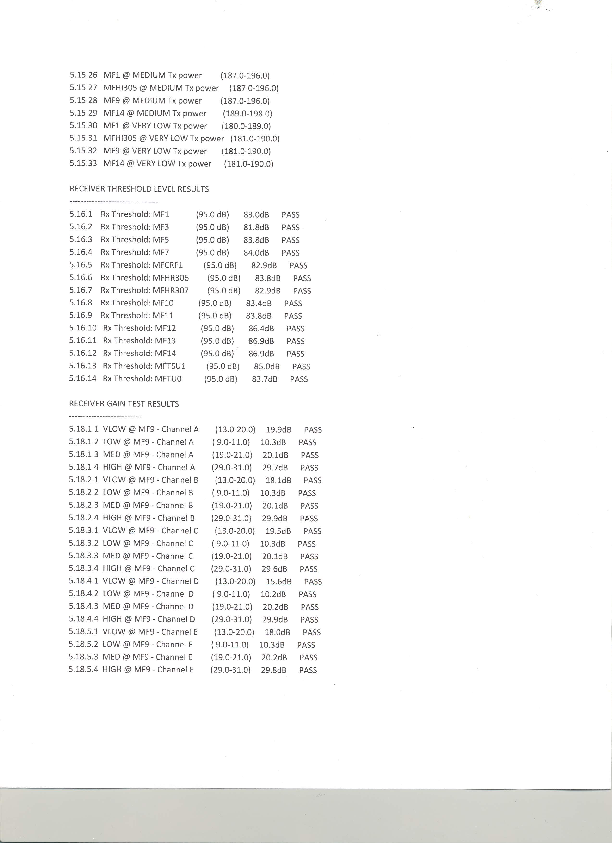 5.15.26 MF1 @ MEDIUM Tx power (187.0-196.0)
5.15.27 MFHI305 @ MEDIUM Tx power (187.0-196.0)
5.15.28 MF9 @ MEDIUM Tx power (187.0-196.0)
5.15.29 MF14 @ MEDIUM Tx power (189.0-198.0)
5.15.30 MF1 @ VERY LOW Tx power (180.0-189.0)
5.15.31 MFHI305 @ VERY LOW Tx power (181.0-190.0)
5.15.32 MF9 @ VERY LOW Tx power (181.0-190.0)
5.15.33 MF14 @ VERY LOW Tx power (181.0-190.0)
RECEIVER THRESHOLD LEVEL RESULTS
------------------------------
5.16.1 Rx Threshold: MF1 (95.0 dB) 83.0dB PASS
5.16.2 Rx Threshold: MF3 (95.0 dB) 81.8dB PASS
5.16.3 Rx Threshold: MF5 (95.0 dB) 83.8dB PASS
5.16.4 Rx Threshold: MF7 (95.0 dB) 84.0dB PASS
5.16.5 Rx Threshold: MFCRP1 (95.0 dB) 82.9dB PASS
5.16.6 Rx Threshold: MFHR306 (95.0 dB) 83.8dB PASS
5.16.7 Rx Threshold: MFHR307 (95.0 dB) 82.9dB PASS
5.16.8 Rx Threshold: MF10 (95.0 dB) 83.4dB PASS
5.16.9 Rx Threshold: MF11 (95.0 dB) 83.8dB PASS
5.16.10 Rx Threshold: MF12 (95.0 dB) 86.4dB PASS
5.16.11 Rx Threshold: MF13 (95.0 dB) 86.9dB PASS
5.16.12 Rx Threshold: MF14 (95.0 dB) 86.9dB PASS
5.16.13 Rx Threshold: MFTSU1 (95.0 dB) 85.0dB PASS
5.16.14 Rx Threshold: MFTU0 (95.0 dB) 83.7dB PASS
RECEIVER GAIN TEST RESULTS
------------------------
5.18.1.1 VLOW @ MF9 - Channel A (13.0-20.0) 19.9dB PASS
5.18.1.2 LOW @ MF9 - Channel A ( 9.0-11.0) 10.3dB PASS
5.18.1.3 MED @ MF9 - Channel A (19.0-21.0) 20.1dB PASS
5.18.1.4 HIGH @ MF9 - Channel A (29.0-31.0) 29.7dB PASS
5.18.2.1 VLOW @ MF9 - Channel B (13.0-20.0) 18.1dB PASS
5.18.2.2 LOW @ MF9 - Channel B ( 9.0-11.0) 10.3dB PASS
5.18.2.3 MED @ MF9 - Channel B (19.0-21.0) 20.1dB PASS
5.18.2.4 HIGH @ MF9 - Channel B (29.0-31.0) 29.9dB PASS
5.18.3.1 VLOW @ MF9 - Channel C (13.0-20.0) 19.5dB PASS
5.18.3.2 LOW @ MF9 - Channel C ( 9.0-11.0) 10.3dB PASS
5.18.3.3 MED @ MF9 - Channel C (19.0-21.0) 20.1dB PASS
5.18.3.4 HIGH @ MF9 - Channel C (29.0-31.0) 29.6dB PASS
5.18.4.1 VLOW @ MF9 - Channel D (13.0-20.0) 15.6dB PASS
5.18.4.2 LOW @ MF9 - Channel D ( 9.0-11.0) 10.2dB PASS
5.18.4.3 MED @ MF9 - Channel D (19.0-21.0) 20.2dB PASS
5.18.4.4 HIGH @ MF9 - Channel D (29.0-31.0) 29.9dB PASS
5.18.5.1 VLOW @ MF9 - Channel E (13.0-20.0) 18.0dB PASS
5.18.5.2 LOW @ MF9 - Channel E ( 9.0-11.0) 10.3dB PASS
5.18.5.3 MED @ MF9 - Channel E (19.0-21.0) 20.2dB PASS
5.18.5.4 HIGH @ MF9 - Channel E (29.0-31.0) 29.8dB PASS